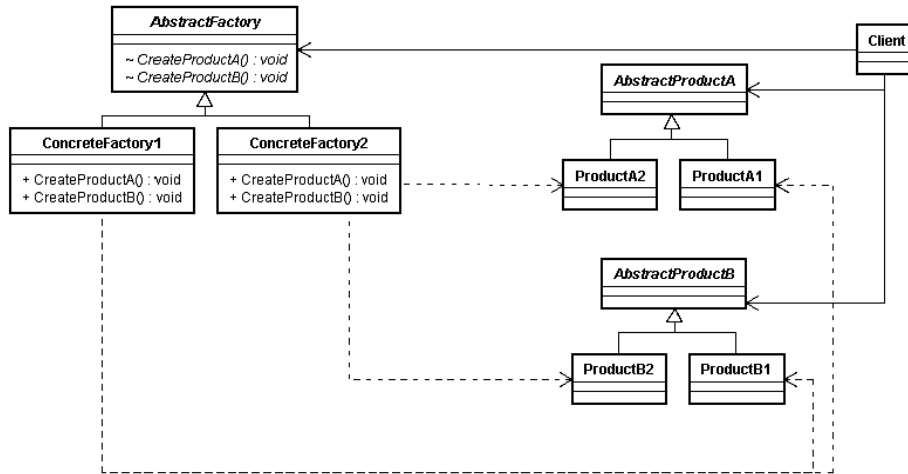 AbstractFactory
~ CreateProductA() : void
~ CreateProductB() : void
Client
AbstractProductA
ConcreteFactory1
+ CreateProductA() : void
+ CreateProductB() : void
ConcreteFactory2
+ CreateProductA() : void
+ CreateProductB() : void
ProductA2
ProductA1
AbstractProductB
ProductB2
ProductB1